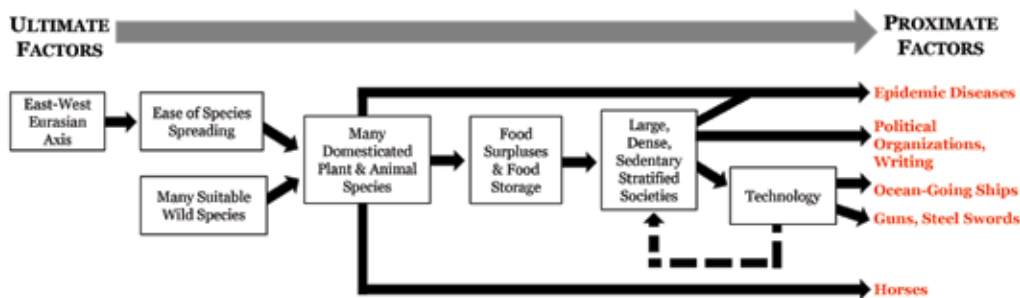 ULTIMATE
FACTORS
PROXIMATE
FACTORS
East-West
Eurasian
Axis
Ease of Species
Spreading
Many Suitable
Wild Species
Many
Domesticated
Plant & Animal
Species
Food
Surpluses
& Food
Storage
Large,
Dense,
Sedentary
Stratified
Societies
Technology
Epidemic Diseases
Political
Organizations,
Writing
Ocean-Going Ships
Guns, Steel Swords
Horses